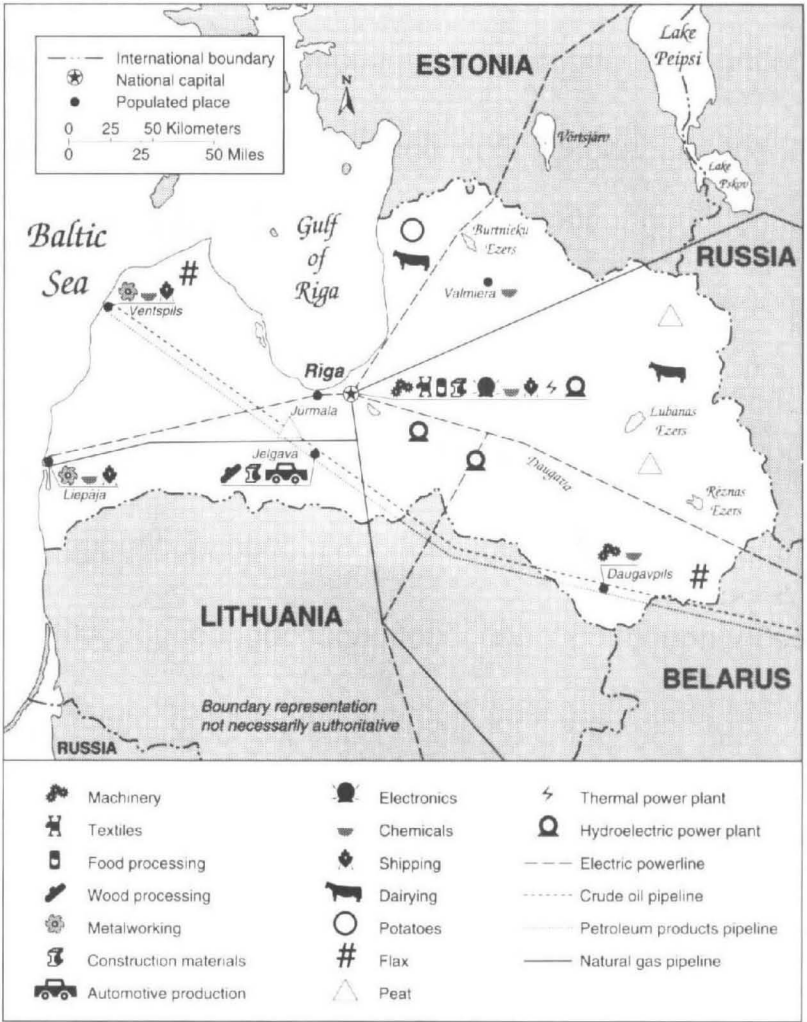 International boundary
National capital
Populated place
0 25 50 Kilometers
0 25 50 Miles
N
ESTONIA
Lake
Peipsi
Võrtsjärv
Lake
Pskov
Baltic
Sea
Gulf
of
Riga
Burtnieku
Ezers
RUSSIA
Valmiera
Ventspils
Riga
Jurmala
Lubanas
Ezers
Jelgava
Liepaja
Daugava
Rēznas
Ezers
Daugavpils
LITHUANIA
BELARUS
Boundary representation
not necessarily authoritative
RUSSIA
Machinery
Textiles
Food processing
Wood processing
Metalworking
Construction materials
Automotive production
Electronics
Chemicals
Shipping
Dairying
Potatoes
Flax
Peat
Thermal power plant
Hydroelectric power plant
Electric powerline
Crude oil pipeline
Petroleum products pipeline
Natural gas pipeline